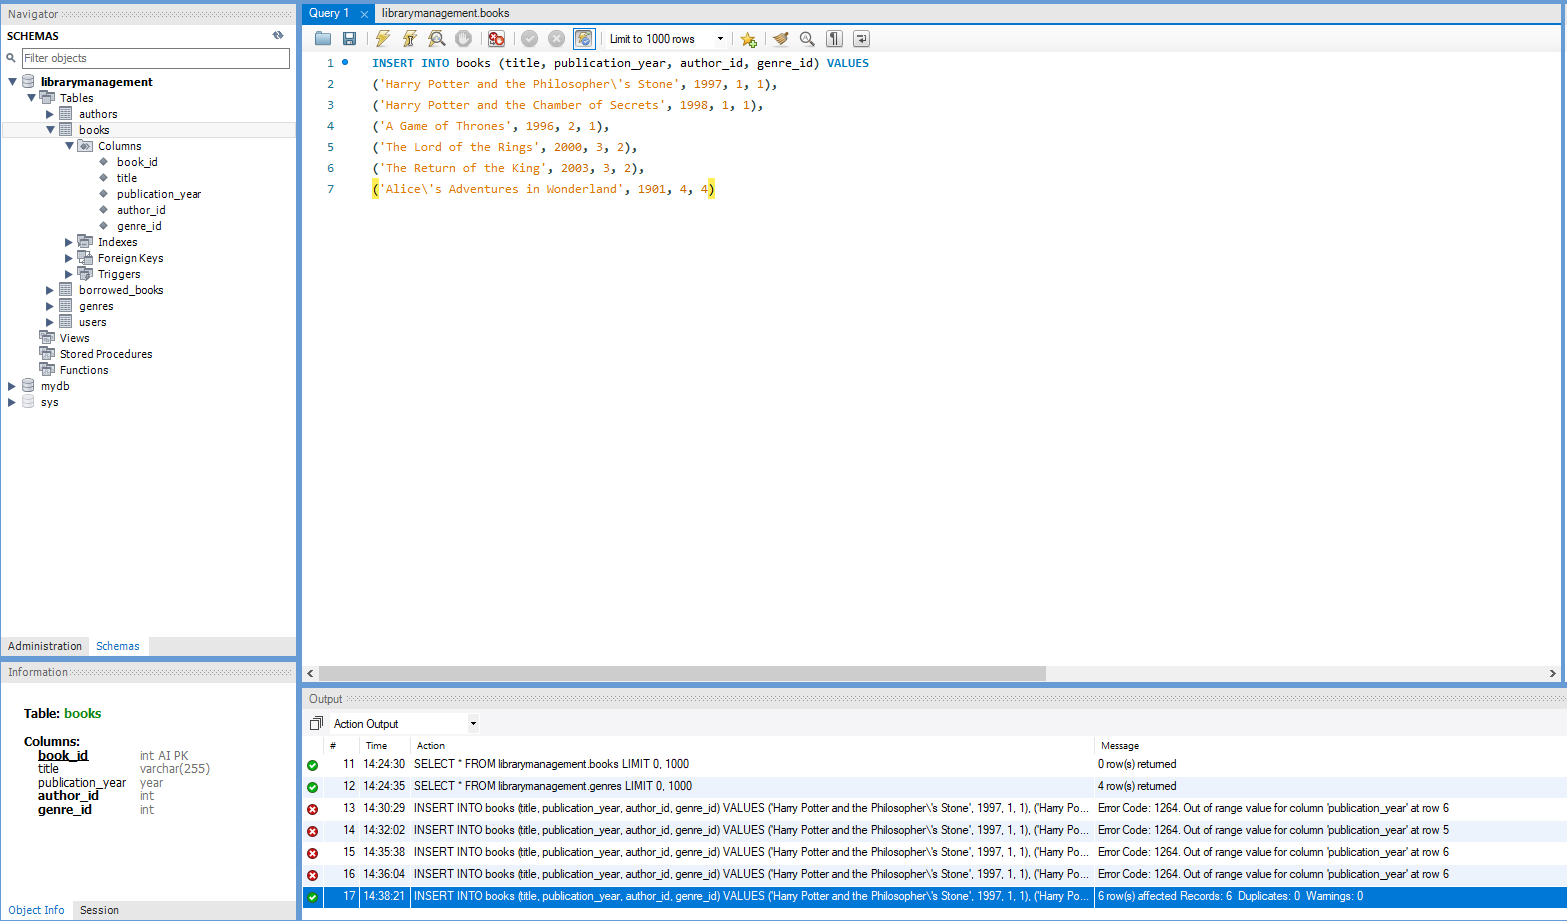 Navigator
SCHEMAS
Filter objects
librarymanagement
Tables
authors
books
Columns
book_id
title
publication_year
author_id
genre_id
Indexes
Foreign Keys
Triggers
borrowed_books
genres
users
Views
Stored Procedures
Functions
mydb
sys
Administration Schemas
Information
Table: books
Columns:
book_id int AI PK
title varchar(255)
publication_year year
author_id int
genre_id int
Object Info Session
Query 1 librarymanagement.books
Limit to 1000 rows
1 INSERT INTO books (title, publication_year, author_id, genre_id) VALUES
2 ('Harry Potter and the Philosopher\'s Stone', 1997, 1, 1),
3 ('Harry Potter and the Chamber of Secrets', 1998, 1, 1),
4 ('A Game of Thrones', 1996, 2, 1),
5 ('The Lord of the Rings', 2000, 3, 2),
6 ('The Return of the King', 2003, 3, 2),
7 ('Alice\'s Adventures in Wonderland', 1901, 4, 4)
Output
Action Output
# Time Action Message
11 14:24:30 SELECT * FROM librarymanagement.books LIMIT 0, 1000 0 row(s) returned
12 14:24:35 SELECT * FROM librarymanagement.genres LIMIT 0, 1000 4 row(s) returned
13 14:30:29 INSERT INTO books (title, publication_year, author_id, genre_id) VALUES ('Harry Potter and the Philosopher\'s Stone', 1997, 1, 1), ('Harry Po... Error Code: 1264. Out of range value for column 'publication_year' at row 6
14 14:32:02 INSERT INTO books (title, publication_year, author_id, genre_id) VALUES ('Harry Potter and the Philosopher\'s Stone', 1997, 1, 1), ('Harry Po... Error Code: 1264. Out of range value for column 'publication_year' at row 5
15 14:35:38 INSERT INTO books (title, publication_year, author_id, genre_id) VALUES ('Harry Potter and the Philosopher\'s Stone', 1997, 1, 1), ('Harry Po... Error Code: 1264. Out of range value for column 'publication_year' at row 6
16 14:36:04 INSERT INTO books (title, publication_year, author_id, genre_id) VALUES ('Harry Potter and the Philosopher\'s Stone', 1997, 1, 1), ('Harry Po... Error Code: 1264. Out of range value for column 'publication_year' at row 6
17 14:38:21 INSERT INTO books (title, publication_year, author_id, genre_id) VALUES ('Harry Potter and the Philosopher\'s Stone', 1997, 1, 1), ('Harry Po... 6 row(s) affected Records: 6 Duplicates: 0 Warnings: 0